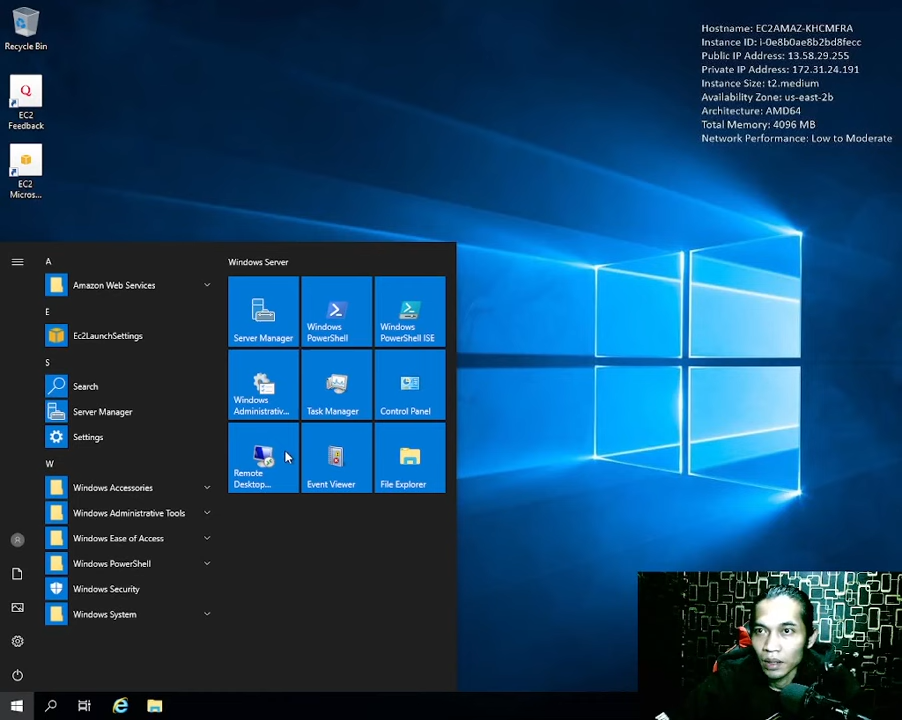 Hostname: EC2AMAZ-KHCMFRA
Instance ID: i-0e8b0ae8b2bd8fecc
Public IP Address: 13.58.29.255
Private IP Address: 172.31.24.191
Instance Size: t2.medium
Availability Zone: us-east-2b
Architecture: AMD64
Total Memory: 4096 MB
Network Performance: Low to Moderate
Recycle Bin
Q
EC2
Feedback
EC2
Micros...
A
Amazon Web Services
E
Ec2LaunchSettings
S
Search
Server Manager
Settings
W
Windows Accessories
Windows Administrative Tools
Windows Ease of Access
Windows PowerShell
Windows Security
Windows System
Windows Server
Server Manager
Windows
PowerShell
Windows
PowerShell ISE
Windows
Administrativ...
Task Manager
Control Panel
Remote
Desktop...
Event Viewer
File Explorer